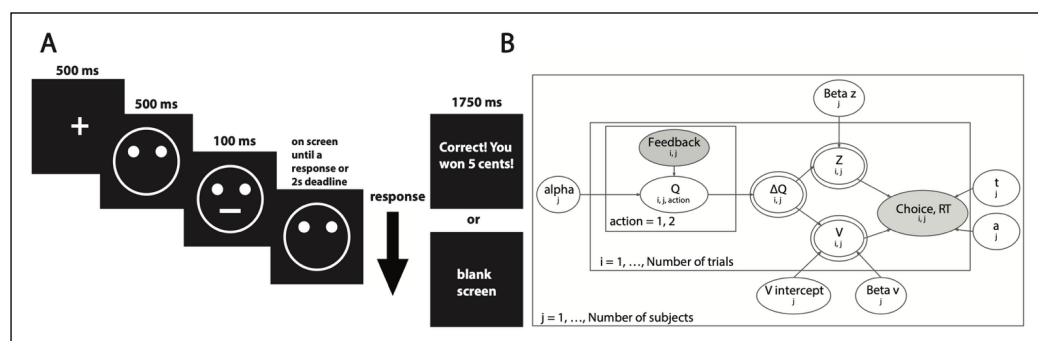 A
500 ms
+
500 ms
100 ms
on screen
until a
response or
2s deadline
response
1750 ms
Correct! You
won 5 cents!
or
blank
screen
B
Beta z
j
Feedback
i, j
alpha
j
Q
i, j, action
action = 1, 2
ΔQ
i, j
Z
i, j
V
i, j
Choice, RT
i, j
t
j
a
j
i = 1, …, Number of trials
V intercept
j
Beta v
j
j = 1, …, Number of subjects